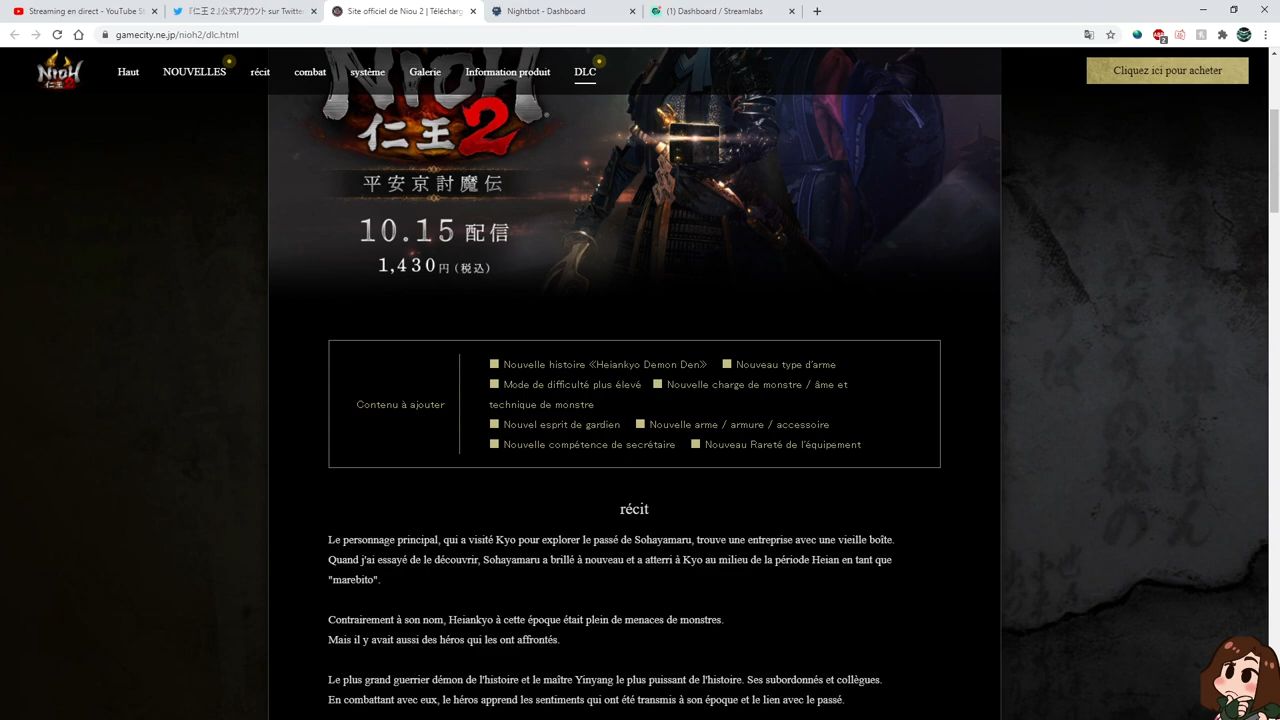 Streaming en direct - YouTube St
『仁王２』公式アカウント sur Twitter
Site officiel de Niou 2 | Télécharg
Nightbot - Dashboard
(1) Dashboard / Streamlabs
gamecity.ne.jp/nioh2/dlc.html
ABP
2
NIOH
仁王2
Haut
NOUVELLES
récit
combat
système
Galerie
Information produit
DLC
Cliquez ici pour acheter
NIOH
仁王2
平安京討魔伝
10.15 配信
1,430円(税込)
Contenu à ajouter
Nouvelle histoire ≪Heiankyo Demon Den≫ Nouveau type d'arme
Mode de difficulté plus élevé Nouvelle charge de monstre / âme et
technique de monstre
Nouvel esprit de gardien Nouvelle arme / armure / accessoire
Nouvelle compétence de secrétaire Nouveau Rareté de l'équipement
récit
Le personnage principal, qui a visité Kyo pour explorer le passé de Sohayamaru, trouve une entreprise avec une vieille boîte.
Quand j'ai essayé de le découvrir, Sohayamaru a brillé à nouveau et a atterri à Kyo au milieu de la période Heian en tant que
"marebito".
Contrairement à son nom, Heiankyo à cette époque était plein de menaces de monstres.
Mais il y avait aussi des héros qui les ont affrontés.
Le plus grand guerrier démon de l'histoire et le maître Yinyang le plus puissant de l'histoire. Ses subordonnés et collègues.
En combattant avec eux, le héros apprend les sentiments qui ont été transmis à son époque et le lien avec le passé.